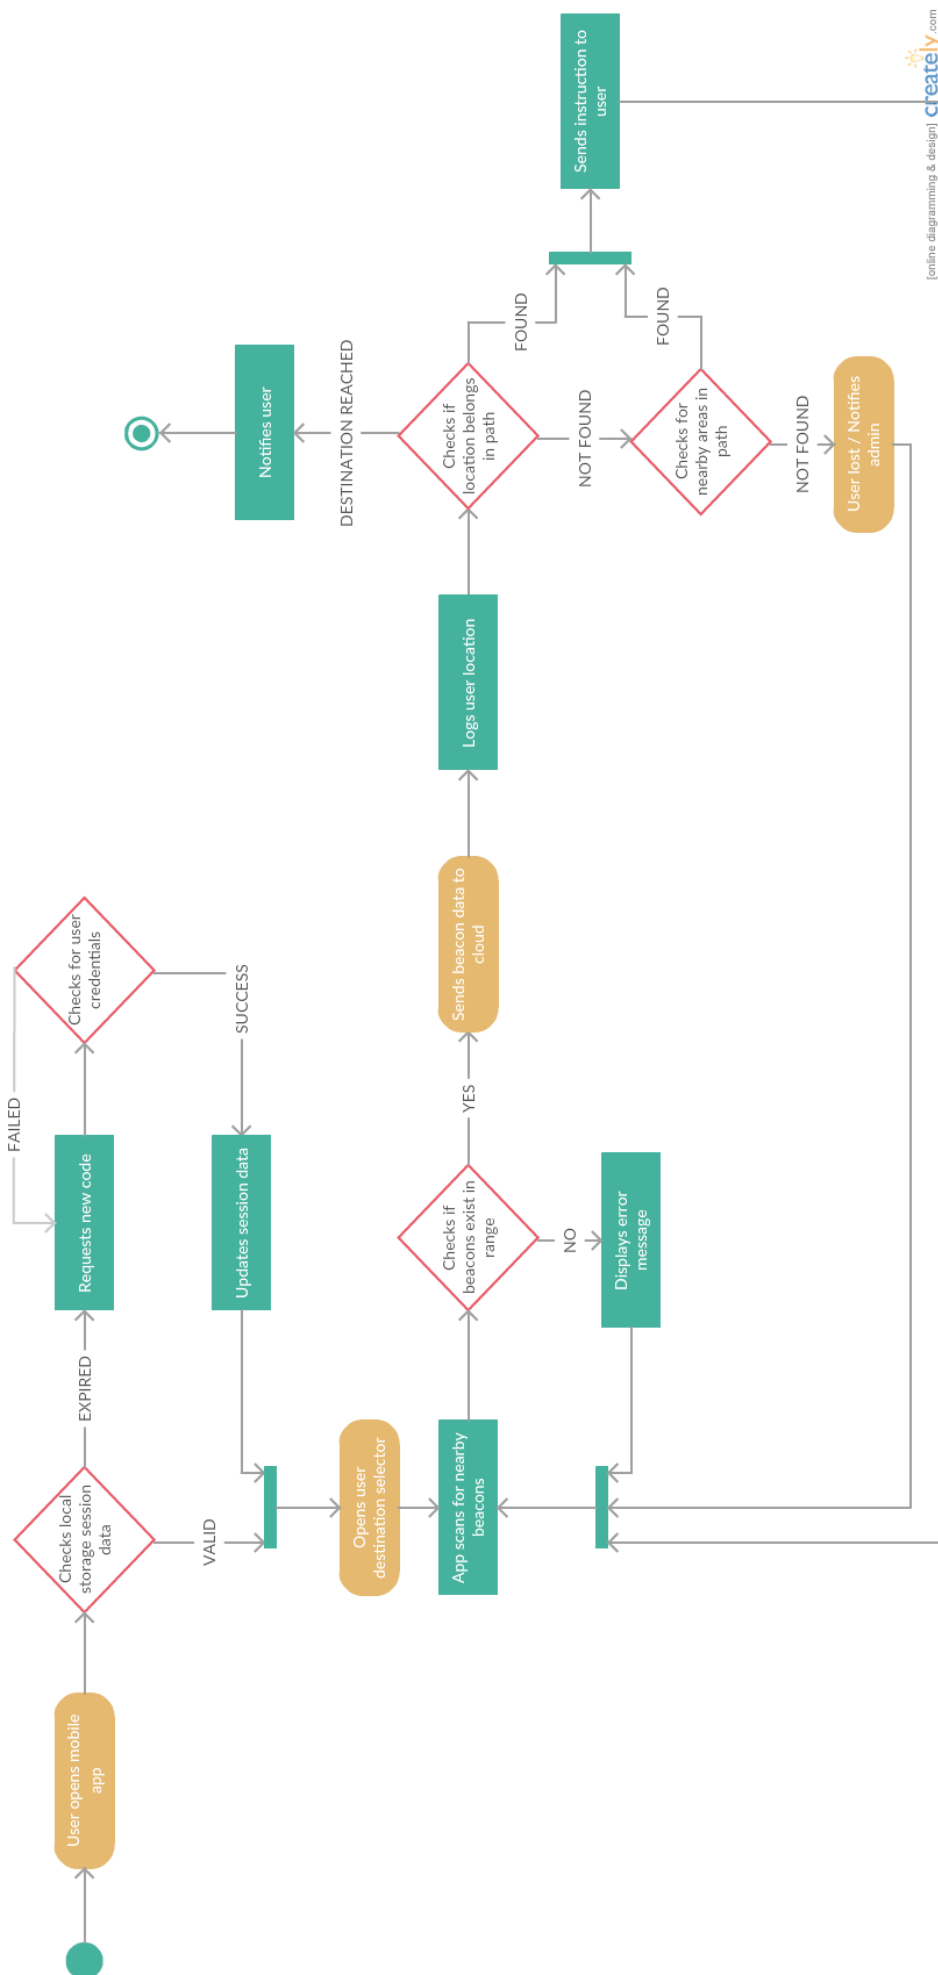 User opens mobile
app
Checks local
storage session
data
EXPIRED
VALID
Requests new code
FAILED
Checks for user
credentials
SUCCESS
Updates session data
Opens user
destination selector
App scans for nearby
beacons
Checks if
beacons exist in
range
YES
NO
Displays error
message
Sends beacon data to
cloud
Logs user location
Checks if
location belongs
in path
DESTINATION REACHED
Notifies user
FOUND
NOT FOUND
Checks for
nearby areas in
path
FOUND
NOT FOUND
User lost / Notifies
admin
Sends instruction to
user
[online diagramming & design] creately.com